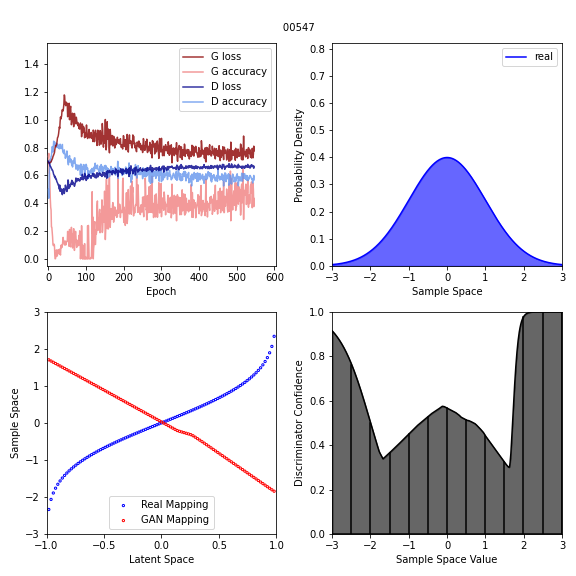 00547
1.4
1.2
1.0
0.8
0.6
0.4
0.2
0.0
G loss
G accuracy
D loss
D accuracy
0 100 200 300 400 500 600
Epoch
Probability Density
0.8
0.7
0.6
0.5
0.4
0.3
0.2
0.1
0.0
real
−3 −2 −1 0 1 2 3
Sample Space
Sample Space
3
2
1
0
−1
−2
−3
Real Mapping
GAN Mapping
−1.0 −0.5 0.0 0.5 1.0
Latent Space
Discriminator Confidence
1.0
0.8
0.6
0.4
0.2
0.0
−3 −2 −1 0 1 2 3
Sample Space Value